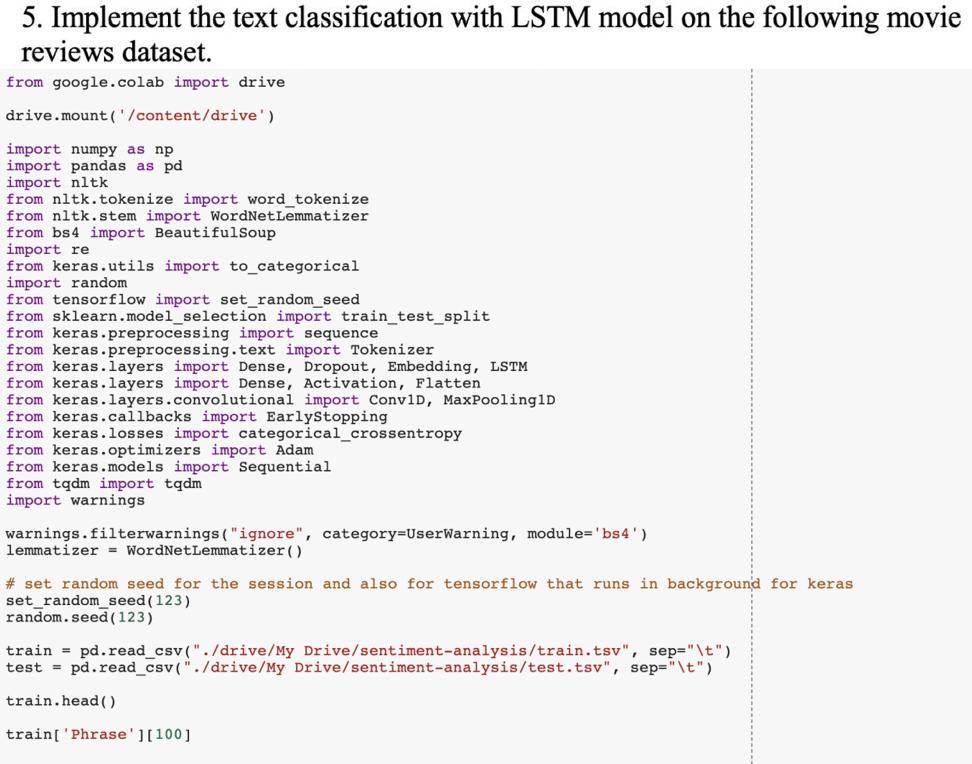 5. Implement the text classification with LSTM model on the following movie
reviews dataset.
from google.colab import drive
drive.mount('/content/drive')
import numpy as np
import pandas as pd
import nltk
from nltk.tokenize import word_tokenize
from nltk.stem import WordNetLemmatizer
from bs4 import BeautifulSoup
import re
from keras.utils import to_categorical
import random
from tensorflow import set_random_seed
from sklearn.model_selection import train_test_split
from keras.preprocessing import sequence
from keras.preprocessing.text import Tokenizer
from keras.layers import Dense, Dropout, Embedding, LSTM
from keras.layers import Dense, Activation, Flatten
from keras.layers.convolutional import Conv1D, MaxPooling1D
from keras.callbacks import EarlyStopping
from keras.losses import categorical_crossentropy
from keras.optimizers import Adam
from keras.models import Sequential
from tqdm import tqdm
import warnings
warnings.filterwarnings("ignore", category=UserWarning, module='bs4')
lemmatizer = WordNetLemmatizer()
# set random seed for the session and also for tensorflow that runs in background for keras
set_random_seed(123)
random.seed(123)
train = pd.read_csv("./drive/My Drive/sentiment-analysis/train.tsv", sep="\t")
test = pd.read_csv("./drive/My Drive/sentiment-analysis/test.tsv", sep="\t")
train.head()
train['Phrase'][100]